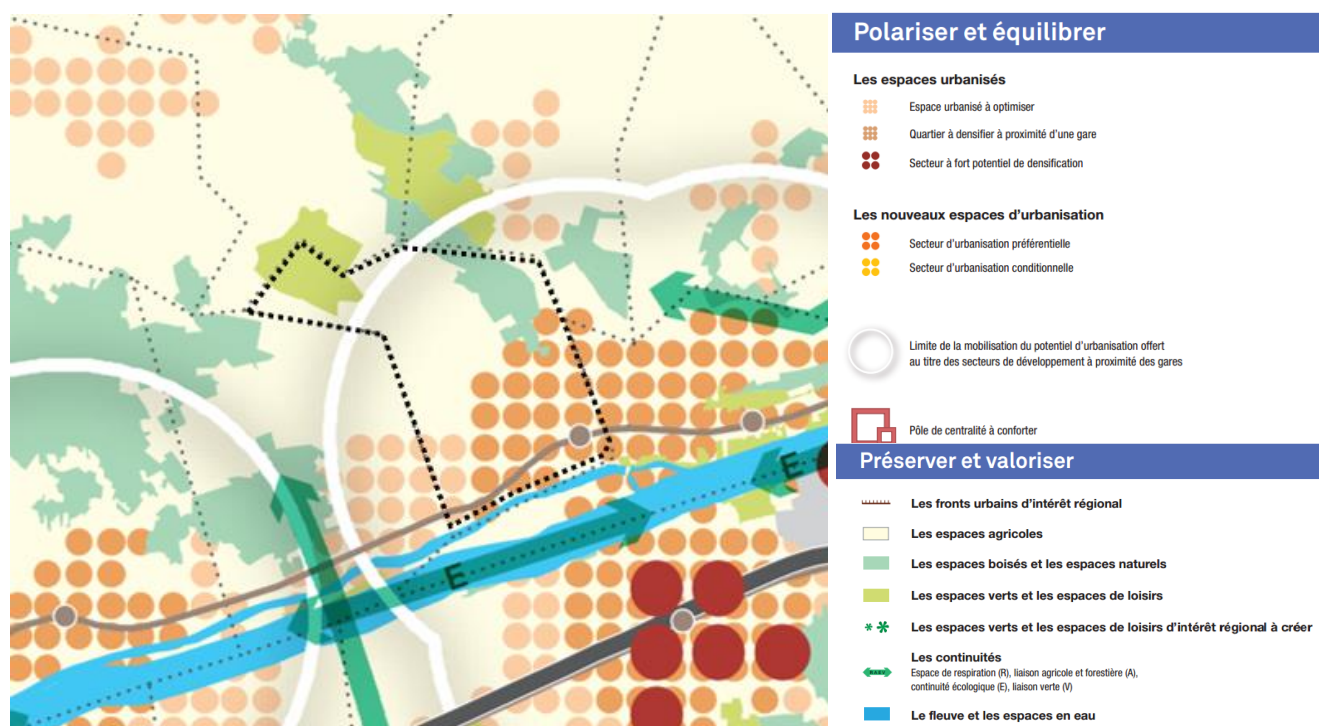 E
E
Polariser et équilibrer
Les espaces urbanisés
Espace urbanisé à optimiser
Quartier à densifier à proximité d'une gare
Secteur à fort potentiel de densification
Les nouveaux espaces d'urbanisation
Secteur d'urbanisation préférentielle
Secteur d'urbanisation conditionnelle
Limite de la mobilisation du potentiel d'urbanisation offert
au titre des secteurs de développement à proximité des gares
Pôle de centralité à conforter
Préserver et valoriser
Les fronts urbains d'intérêt régional
Les espaces agricoles
Les espaces boisés et les espaces naturels
Les espaces verts et les espaces de loisirs
Les espaces verts et les espaces de loisirs d'intérêt régional à créer
Les continuités
Espace de respiration (R), liaison agricole et forestière (A),
continuité écologique (E), liaison verte (V)
Le fleuve et les espaces en eau